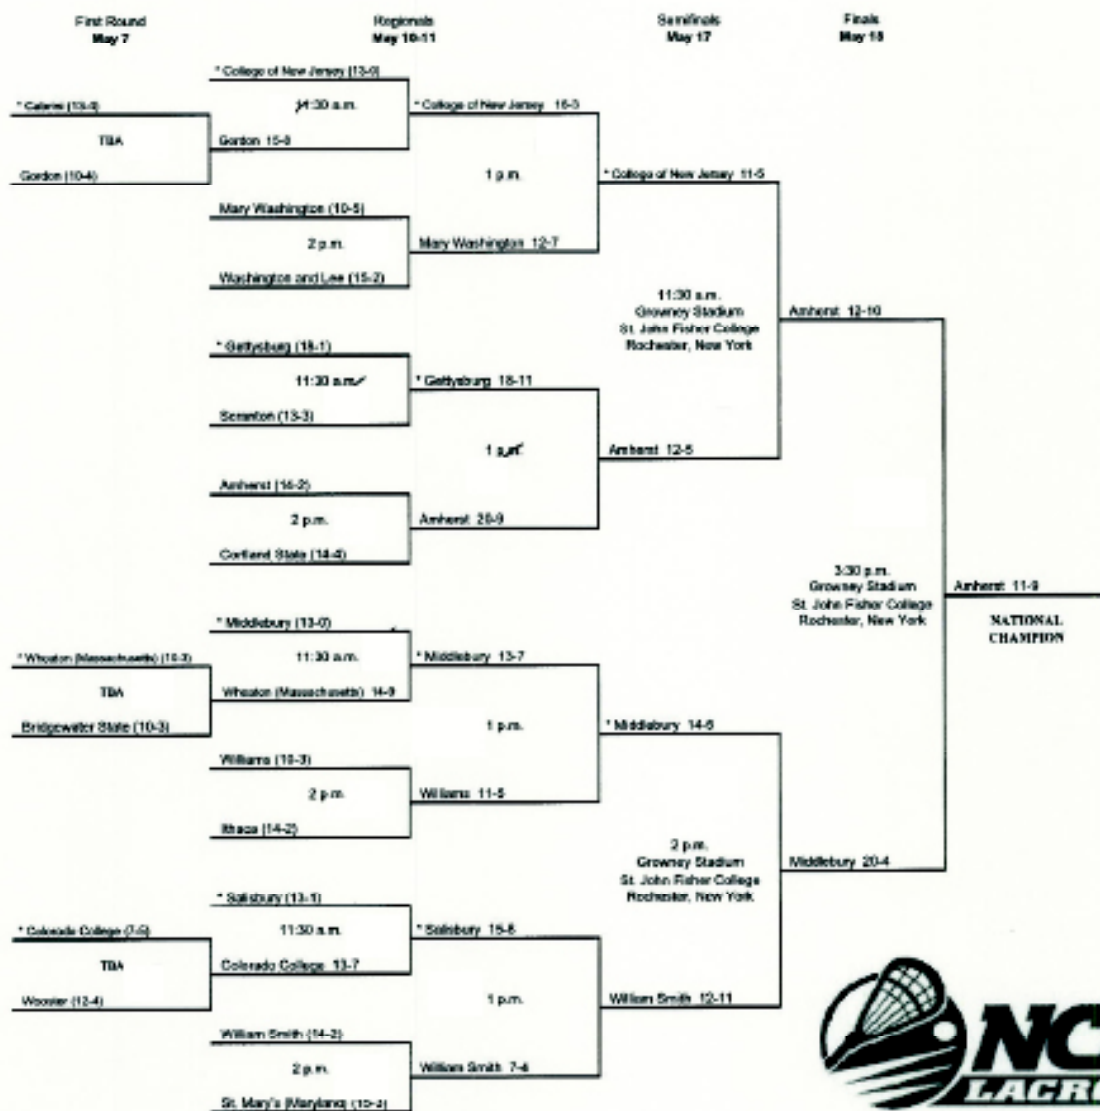 First Round
May 7
Regionals
May 10-11
Semifinals
May 17
Finals
May 18
* College of New Jersey (13-0)
11:30 a.m.
* Cabrini (13-4)
TBA
Gordon (10-4)
Gordon 15-8
* College of New Jersey 16-3
1 p.m.
Mary Washington (10-5)
2 p.m.
Washington and Lee (15-2)
Mary Washington 12-7
* College of New Jersey 11-5
11:30 a.m.
Growney Stadium
St. John Fisher College
Rochester, New York
* Gettysburg (18-1)
11:30 a.m.
Scranton (13-3)
* Gettysburg 18-11
1 p.m.
Amherst (14-2)
2 p.m.
Cortland State (14-4)
Amherst 20-9
Amherst 12-5
Amherst 12-10
3:30 p.m.
Growney Stadium
St. John Fisher College
Rochester, New York
Amherst 11-9
NATIONAL
CHAMPION
* Middlebury (13-0)
11:30 a.m.
* Wheaton (Massachusetts)
TBA
Bridgewater State (10-3)
Wheaton (Massachusetts)
* Middlebury 13-7
1 p.m.
Williams (10-3)
2 p.m.
Ithaca (14-2)
Williams 11-5
* Middlebury 14-6
2 p.m.
Growney Stadium
St. John Fisher College
Rochester, New York
Middlebury 20-4
* Salisbury (13-1)
11:30 a.m.
* Colorado College (7-5)
TBA
Wooster (12-4)
Colorado College 13-7
* Salisbury
1 p.m.
William Smith (14-2)
2 p.m.
St. Mary's (Maryland)
William Smith 7-4
William Smith 12-11
NC
LACRO